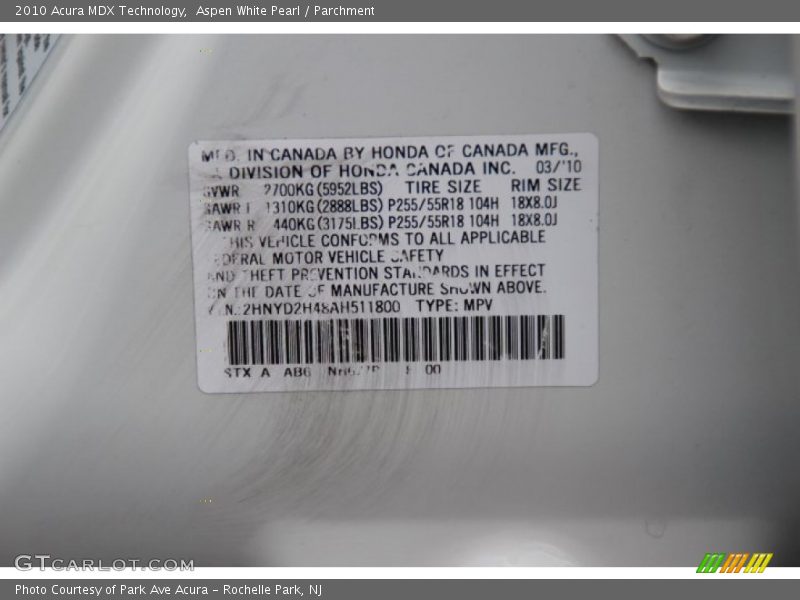 2010 Acura MDX Technology, Aspen White Pearl / Parchment
MFD. IN CANADA BY HONDA OF CANADA MFG.,
A DIVISION OF HONDA CANADA INC. 03/'10
GVWR 2700KG(5952LBS) TIRE SIZE RIM SIZE
GAWR F 1310KG(2888LBS) P255/55R18 104H 18X8.0J
GAWR R 440KG(3175LBS) P255/55R18 104H 18X8.0J
THIS VEHICLE CONFORMS TO ALL APPLICABLE
FEDERAL MOTOR VEHICLE SAFETY
AND THEFT PREVENTION STANDARDS IN EFFECT
ON THE DATE OF MANUFACTURE SHOWN ABOVE.
V.I.N.:2HNYD2H48AH511800 TYPE: MPV
STX A AB6 00
GTCARLOT.COM
Photo Courtesy of Park Ave Acura – Rochelle Park, NJ